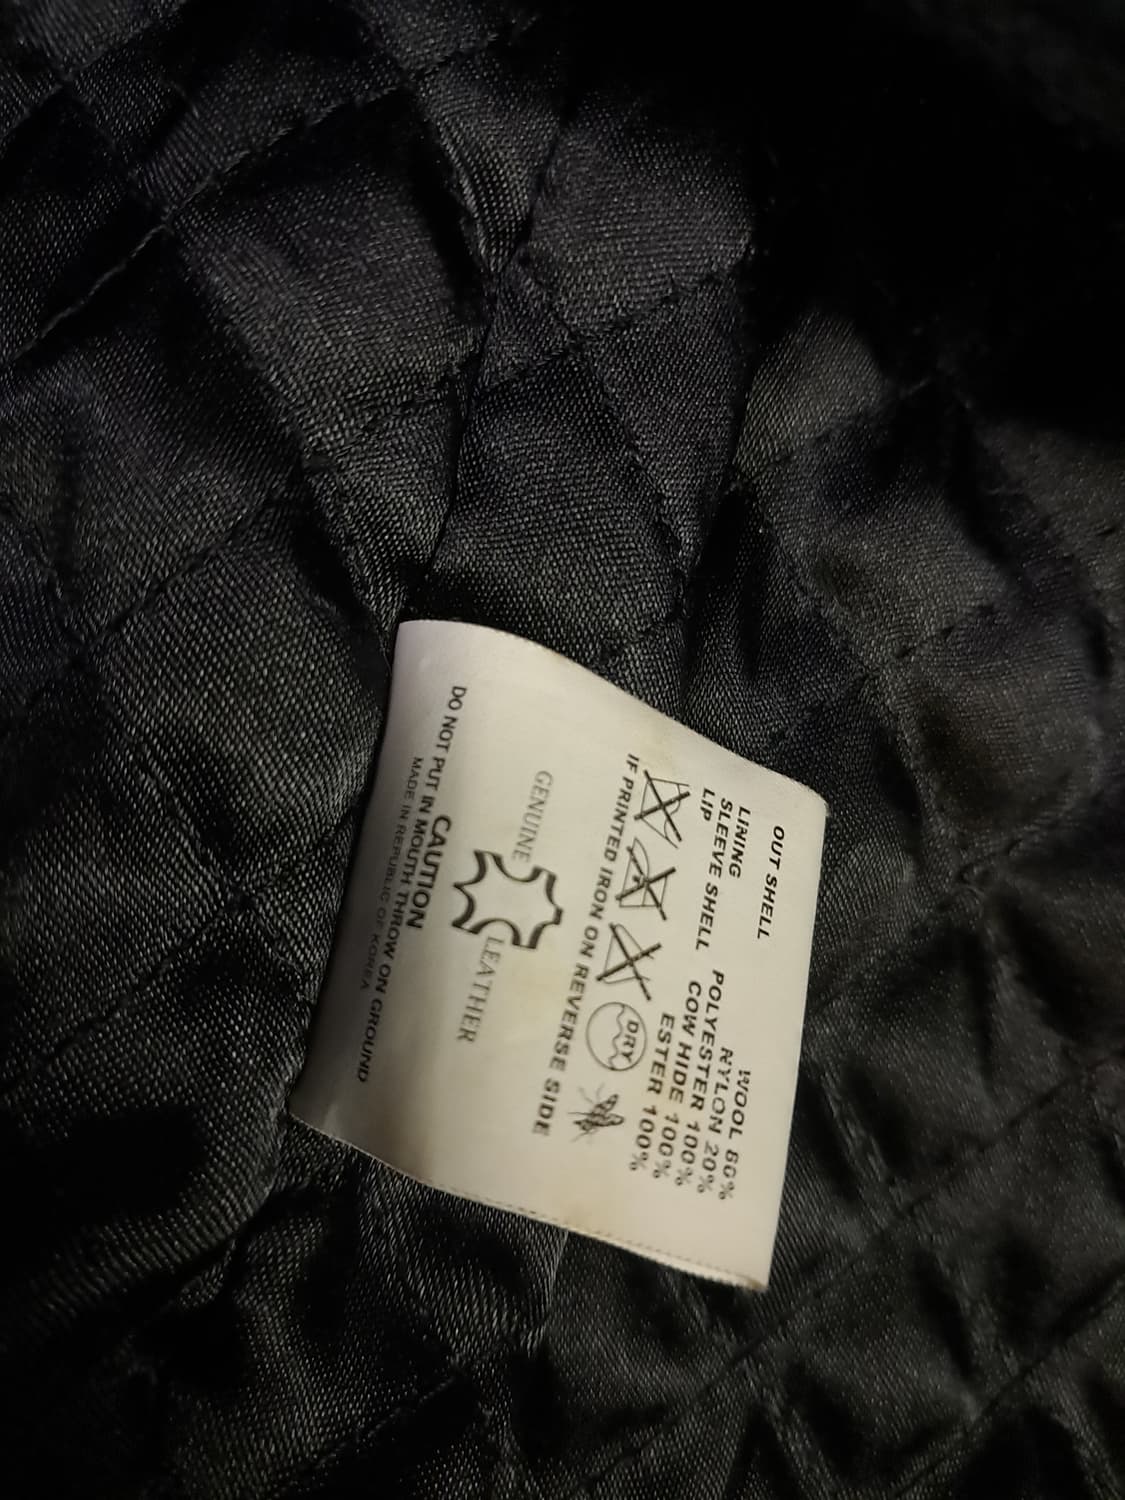 OUT SHELL WOOL 80%
NYLON 20%
LINING POLYESTER 100%
SLEEVE SHELL COW HIDE 100%
LIP ESTER 100%
DRY
IF PRINTED IRON ON REVERSE SIDE
GENUINE LEATHER
CAUTION
DO NOT PUT IN MOUTH THROW ON GROUND
MADE IN REPUBLIC OF KOREA